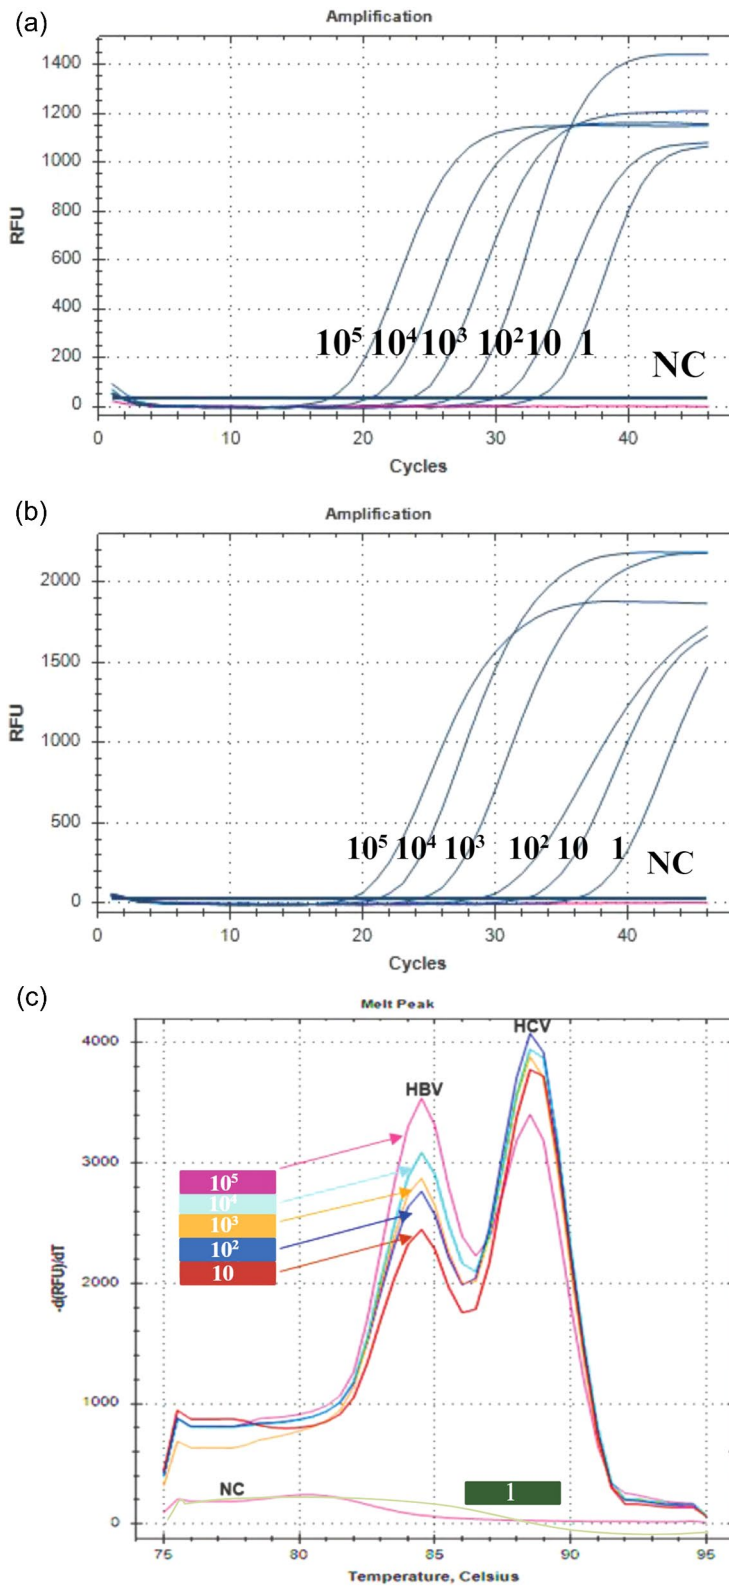 (a)
Amplification
1400
1200
1000
800
600
400
200
0
RFU
10⁵ 10⁴ 10³ 10² 10 1
NC
0 10 20 30 40
Cycles
(b)
Amplification
2000
1500
1000
500
0
RFU
10⁵ 10⁴ 10³ 10² 10 1
NC
0 10 20 30 40
Cycles
(c)
Melt Peak
4000
3000
2000
1000
0
-d(RFU)/dT
HBV
HCV
10⁵
10⁴
10³
10²
10
1
NC
75 80 85 90 95
Temperature, Celsius